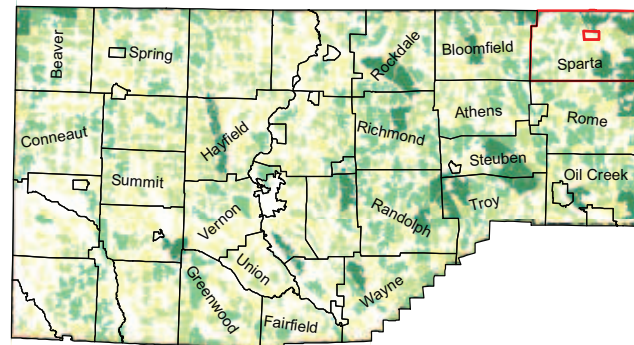 Beaver
Spring
Rockdale
Bloomfield
Sparta
Conneaut
Hayfield
Richmond
Athens
Rome
Steuben
Summit
Oil Creek
Vernon
Randolph
Troy
Union
Greenwood
Wayne
Fairfield